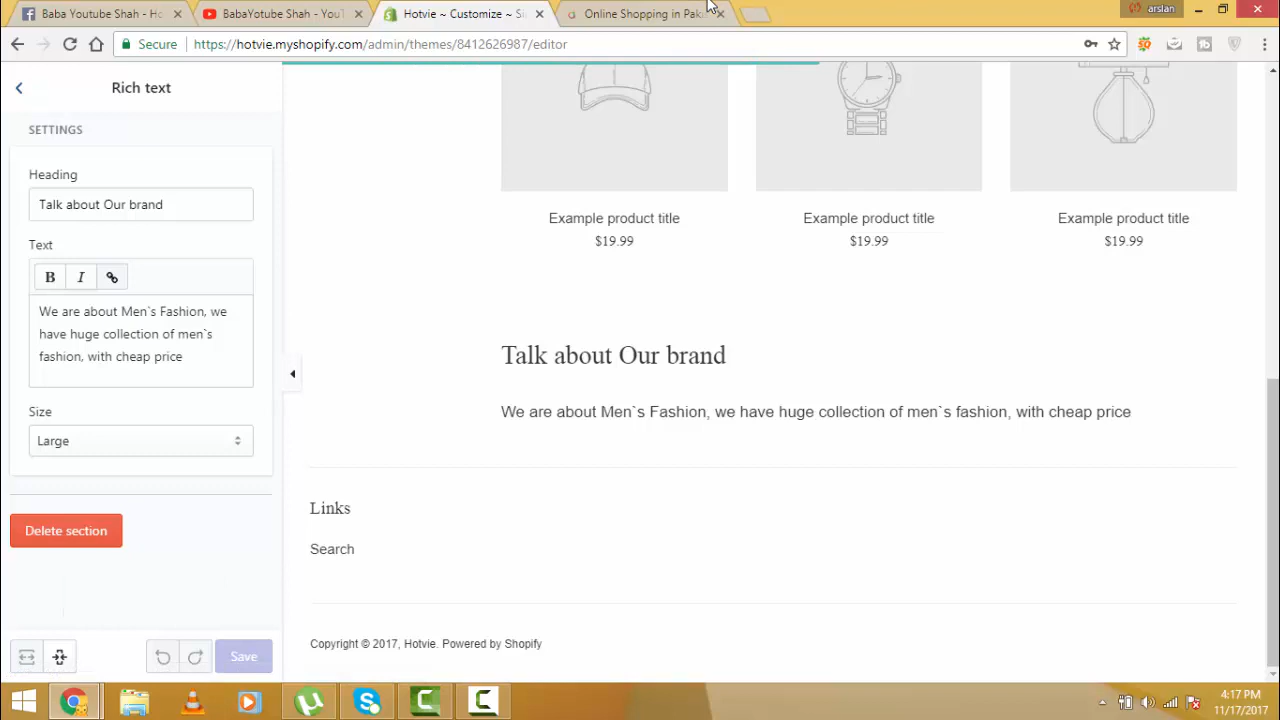 Baba Youtube Shah - Ho
BabaYotube Shah - YouT
Hotvie ~ Customize ~ S
Online Shopping in Pak
arslan
Secure
https://hotvie.myshopify.com/admin/themes/8412626987/editor
Rich text
SETTINGS
Heading
Talk about Our brand
Text
B I
We are about Men`s Fashion, we
have huge collection of men`s
fashion, with cheap price
Size
Large
Delete section
Save
Example product title
$19.99
Example product title
$19.99
Example product title
$19.99
Talk about Our brand
We are about Men`s Fashion, we have huge collection of men`s fashion, with cheap price
Links
Search
Copyright © 2017, Hotvie. Powered by Shopify
4:17 PM
11/17/2017